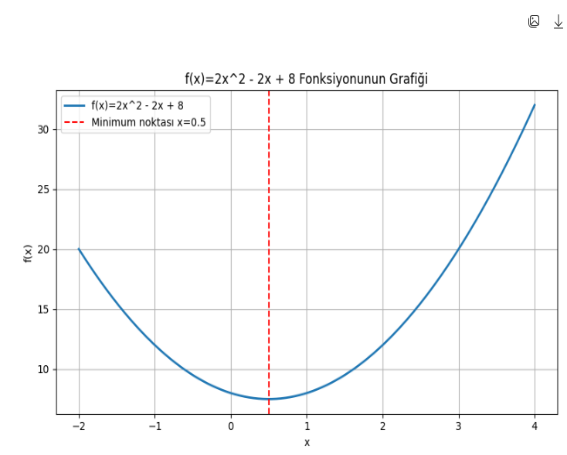 f(x)=2x^2 - 2x + 8 Fonksiyonunun Grafiği
f(x)=2x^2 - 2x + 8
Minimum noktası x=0.5
30
25
20
15
10
f(x)
−2 −1 0 1 2 3 4
x